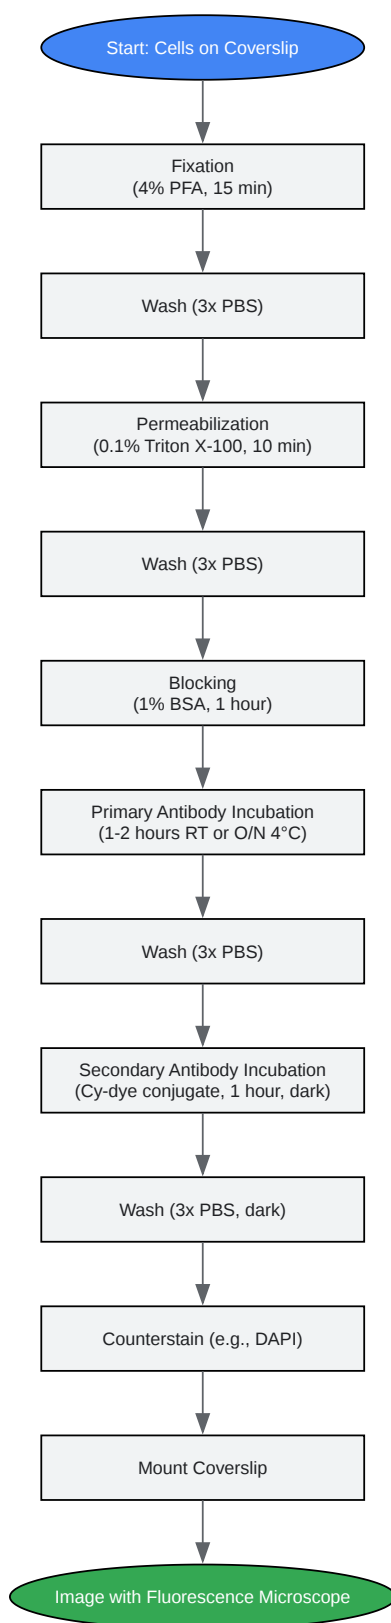 Start: Cells on Coverslip
Fixation
(4% PFA, 15 min)
Wash (3x PBS)
Permeabilization
(0.1% Triton X-100, 10 min)
Wash (3x PBS)
Blocking
(1% BSA, 1 hour)
Primary Antibody Incubation
(1-2 hours RT or O/N 4°C)
Wash (3x PBS)
Secondary Antibody Incubation
(Cy-dye conjugate, 1 hour, dark)
Wash (3x PBS, dark)
Counterstain (e.g., DAPI)
Mount Coverslip
Image with Fluorescence Microscope